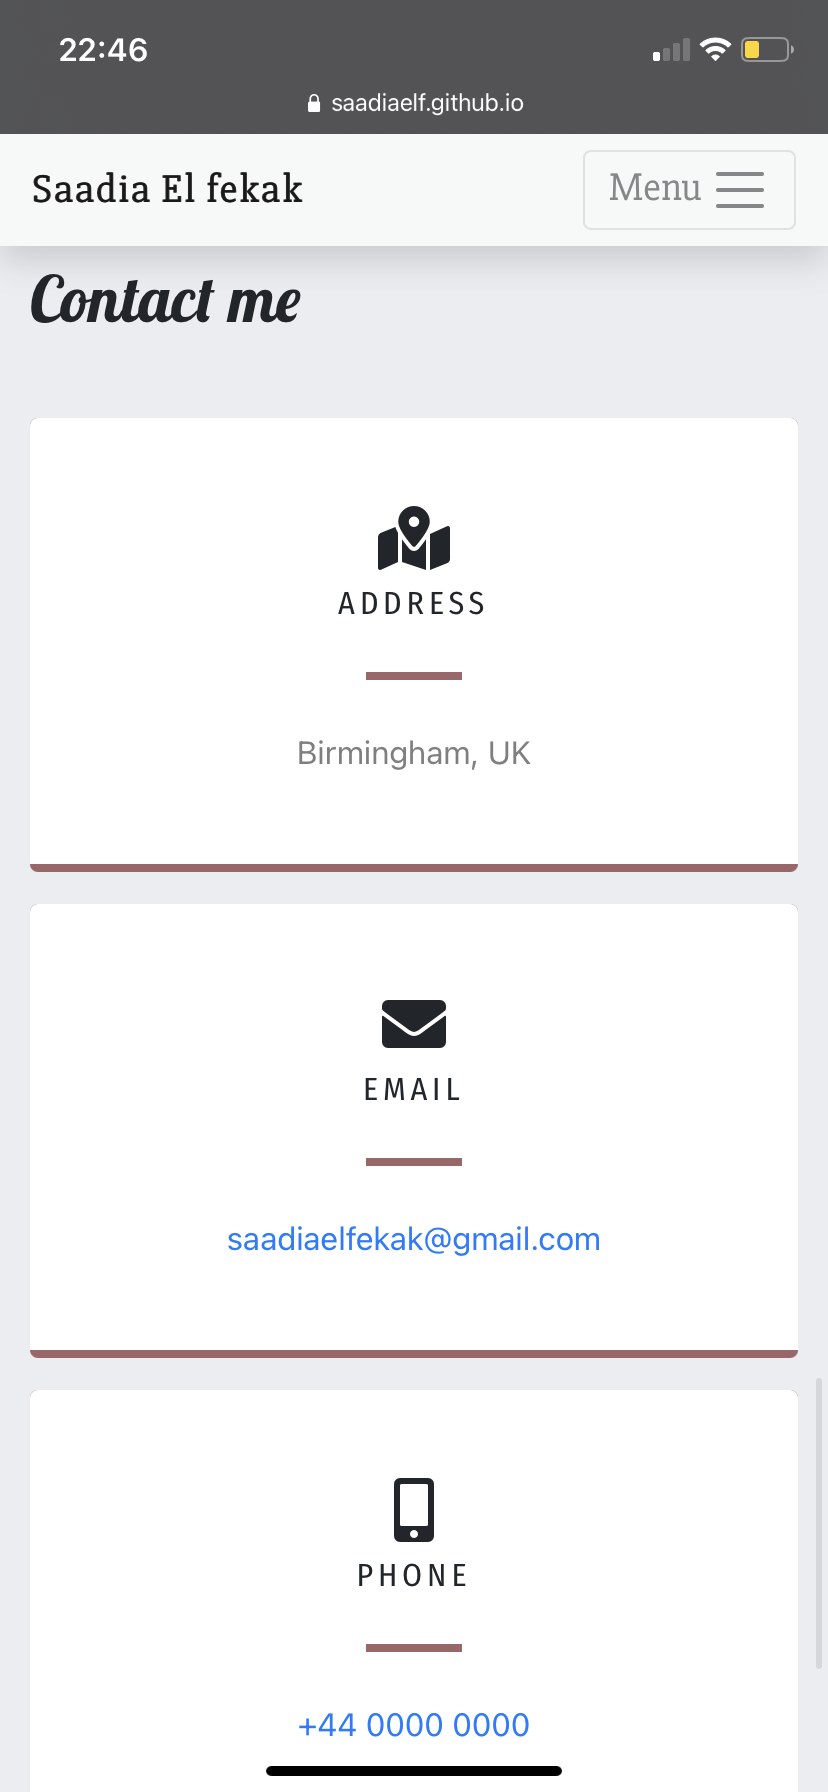 22:46
saadiaelf.github.io
Saadia El fekak
Menu
Contact me
ADDRESS
Birmingham, UK
EMAIL
saadiaelfekak@gmail.com
PHONE
+44 0000 0000